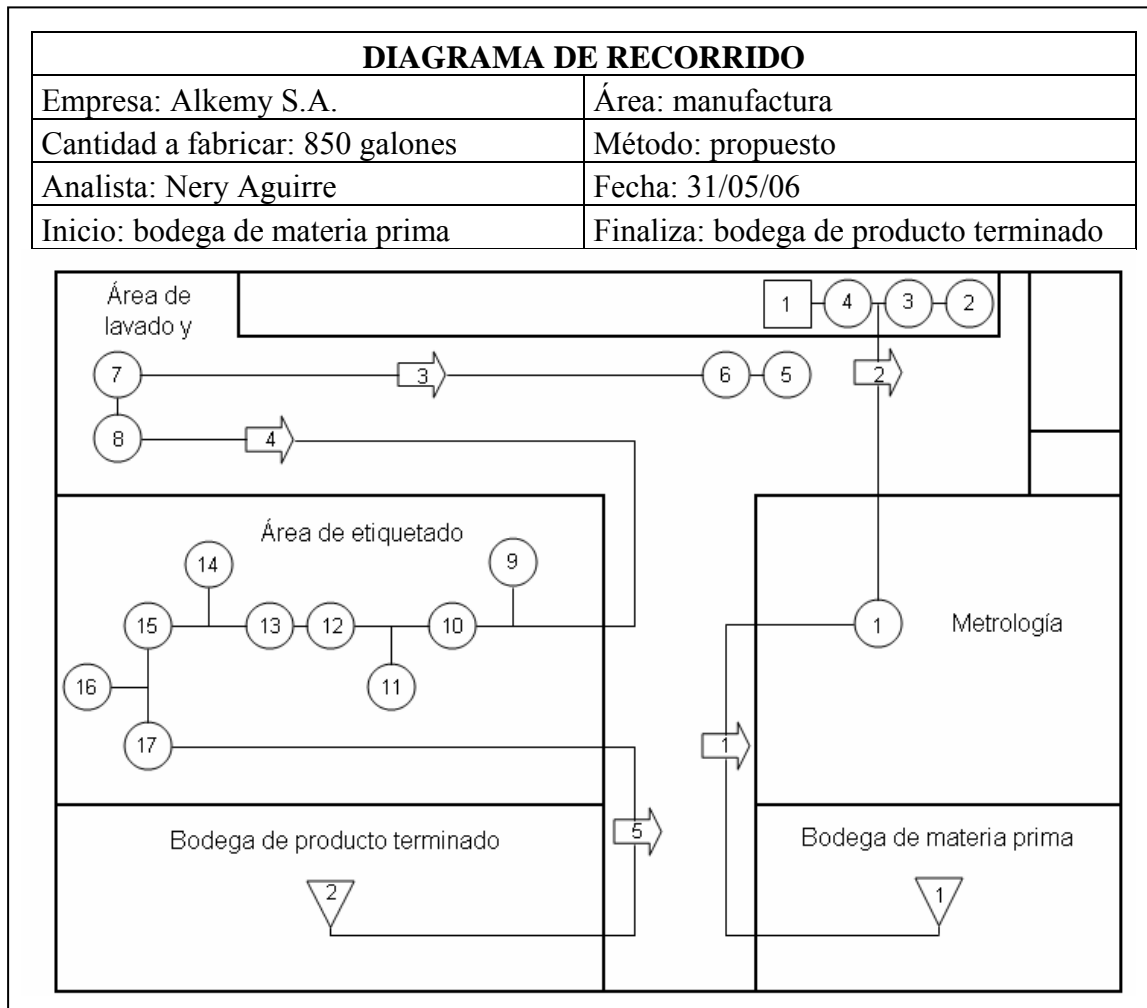 DIAGRAMA DE RECORRIDO
Empresa: Alkemy S.A.
Área: manufactura
Cantidad a fabricar: 850 galones
Método: propuesto
Analista: Nery Aguirre
Fecha: 31/05/06
Inicio: bodega de materia prima
Finaliza: bodega de producto terminado
Área de
lavado y
1
4
3
2
7
3
6
5
2
8
4
Área de etiquetado
14
9
15
13
12
10
1
Metrología
16
11
17
1
5
Bodega de producto terminado
Bodega de materia prima
2
1